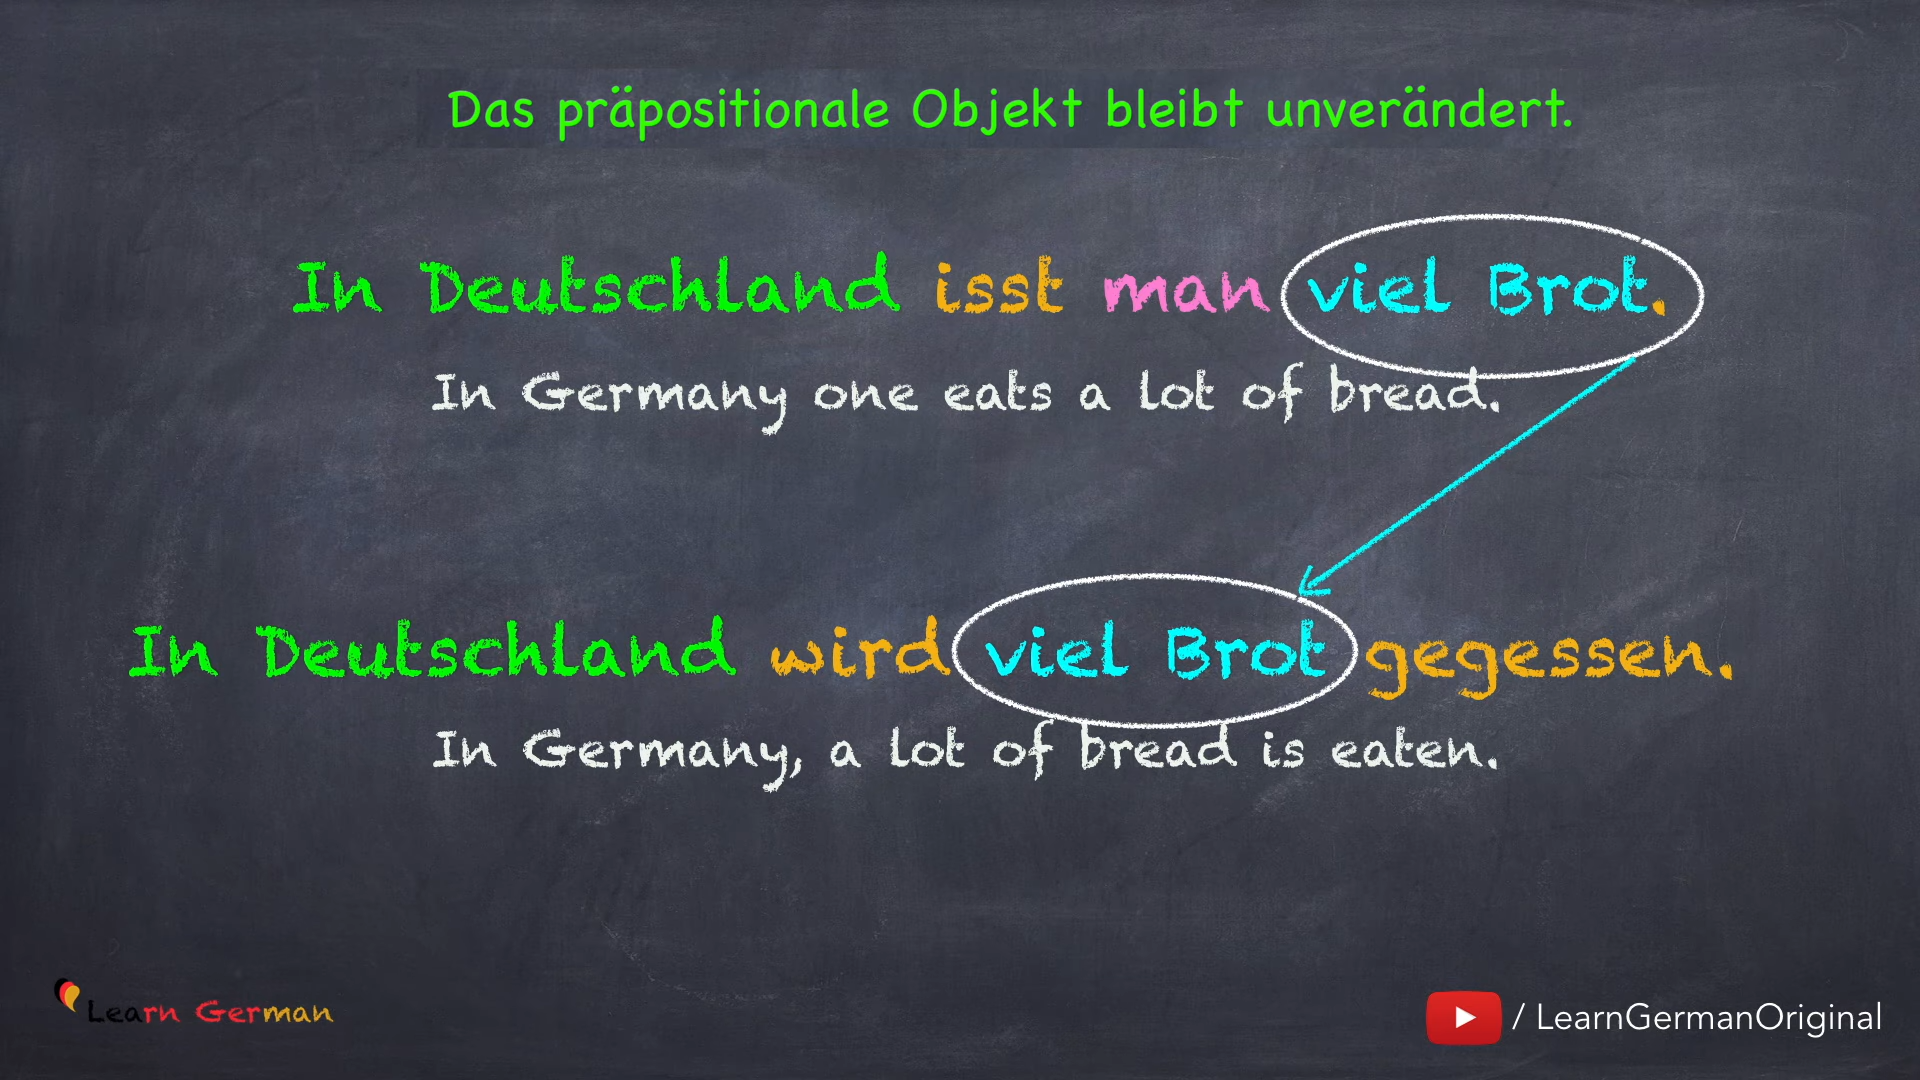 Das präpositionale Objekt bleibt unverändert.
In Deutschland isst man viel Brot.
In Germany one eats a lot of bread.
In Deutschland wird viel Brot gegessen.
In Germany, a lot of bread is eaten.
Learn German
/ LearnGermanOriginal